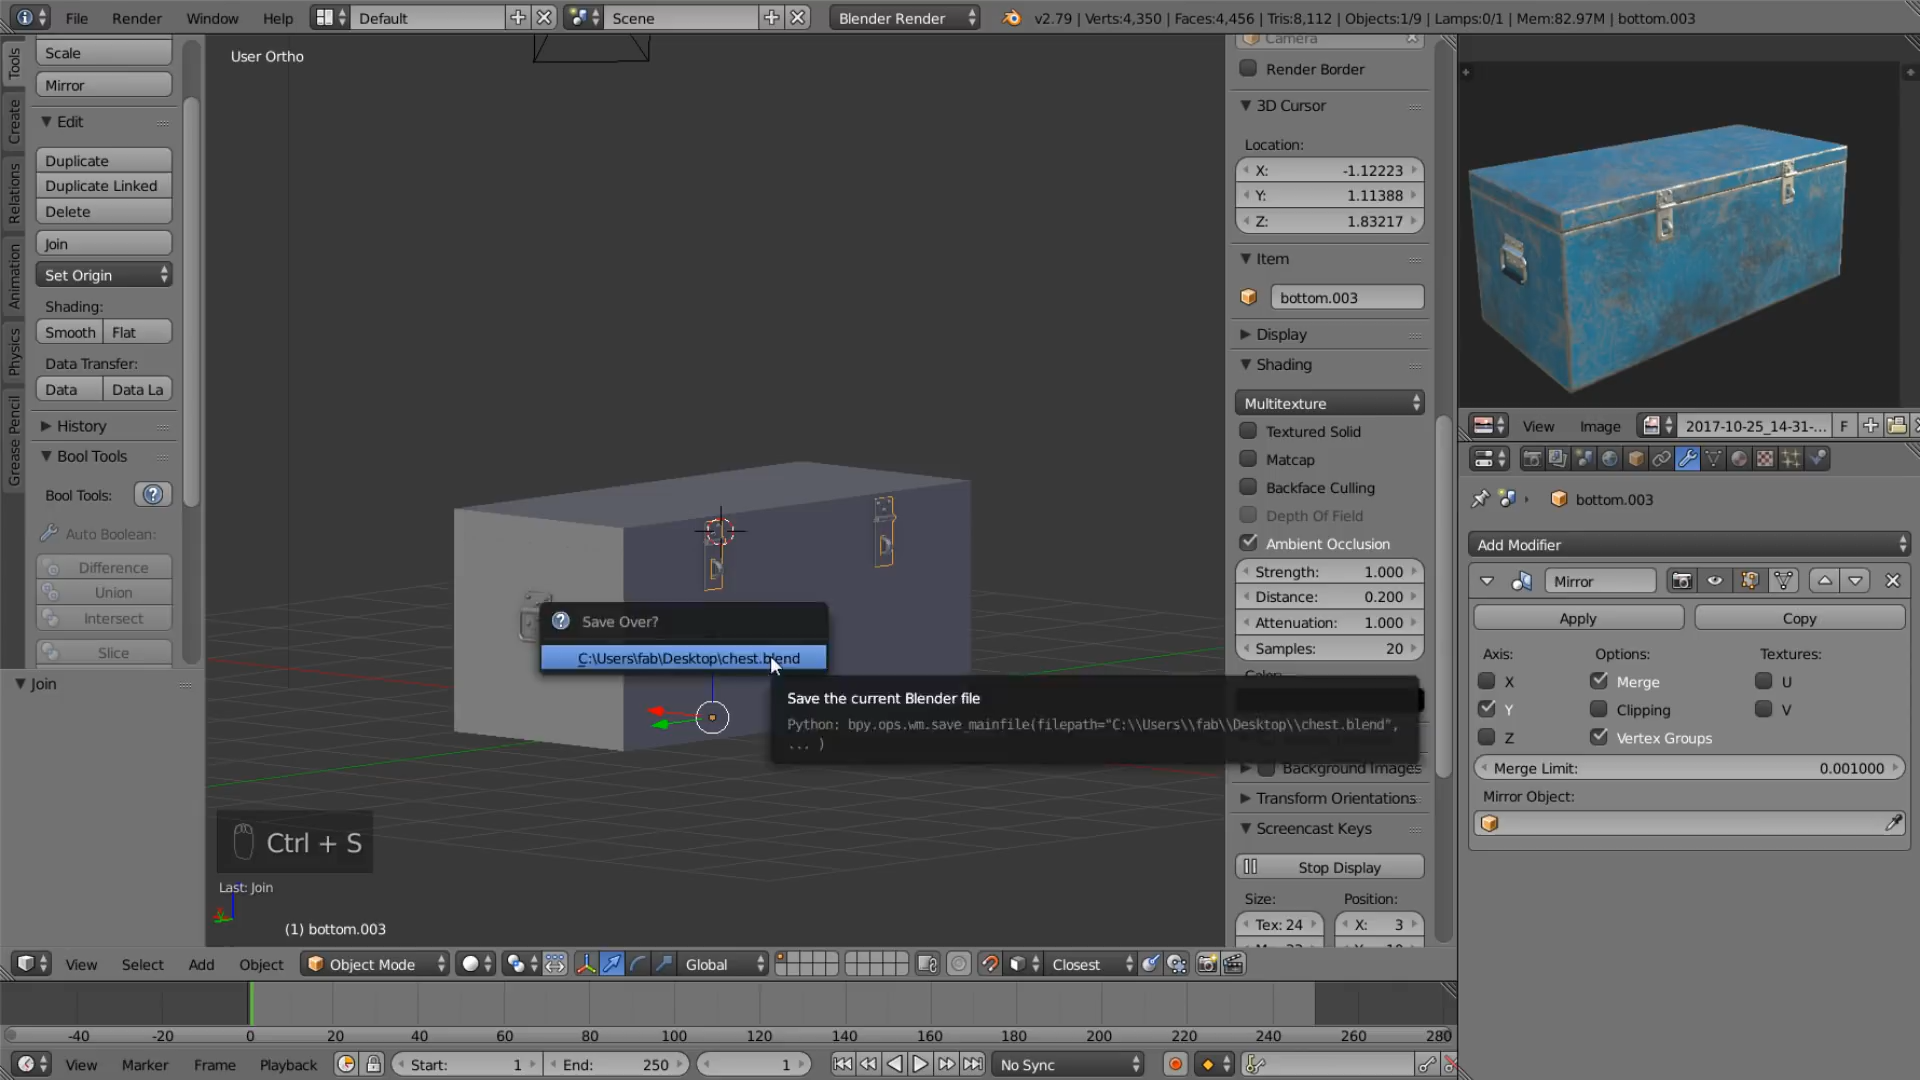 File Render Window Help Default Scene Blender Render v2.79 | Verts:4,350 | Faces:4,456 | Tris:8,112 | Objects:1/9 | Lamps:0/1 | Mem:82.97M | bottom.003
Tools
Create
Relations
Animation
Physics
Grease Pencil
Scale
Mirror
Edit
Duplicate
Duplicate Linked
Delete
Join
Set Origin
Shading:
Smooth Flat
Data Transfer:
Data Data La
History
Bool Tools
Bool Tools:
Auto Boolean:
Difference
Union
Intersect
Slice
Join
User Ortho
Save Over?
C:\Users\fab\Desktop\chest.blend
Save the current Blender file
Python: bpy.ops.wm.save_mainfile(filepath="C:\\Users\\fab\\Desktop\\chest.blend",
... )
Ctrl + S
Last: Join
(1) bottom.003
Camera
Render Border
3D Cursor
Location:
X: -1.12223
Y: 1.11388
Z: 1.83217
Item
bottom.003
Display
Shading
Multitexture
Textured Solid
Matcap
Backface Culling
Depth Of Field
Ambient Occlusion
Strength: 1.000
Distance: 0.200
Attenuation: 1.000
Samples: 20
Background Images
Transform Orientations
Screencast Keys
Stop Display
Size: Position:
Tex: 24 X: 3
View Image 2017-10-25_14-31-... F
bottom.003
Add Modifier
Mirror
Apply Copy
Axis: Options: Textures:
X Merge U
Y Clipping V
Z Vertex Groups
Merge Limit: 0.001000
Mirror Object:
View Select Add Object Object Mode Global Closest
-40 -20 0 20 40 60 80 100 120 140 160 180 200 220 240 260 280
View Marker Frame Playback Start: 1 End: 250 1 No Sync